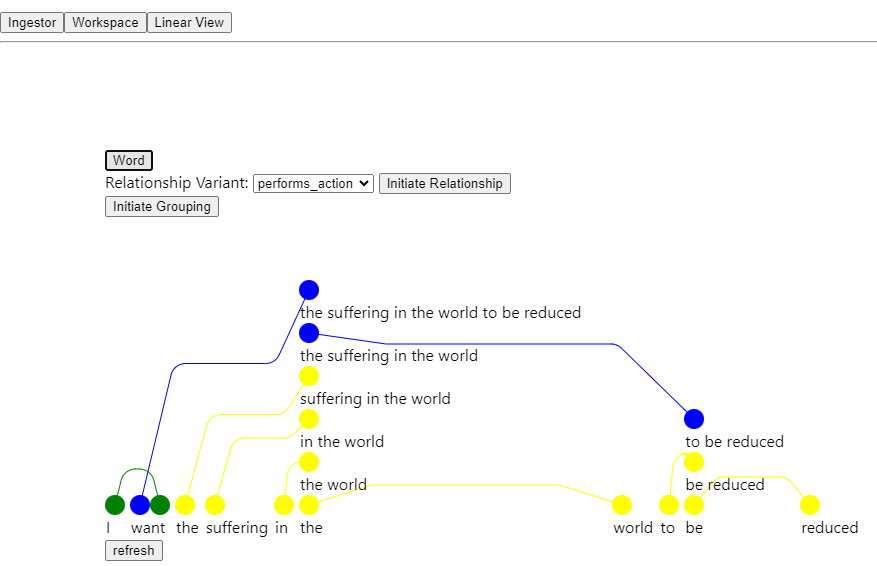 Ingestor Workspace Linear View
Word
Relationship Variant: performs_action Initiate Relationship
Initiate Grouping
the suffering in the world to be reduced
the suffering in the world
suffering in the world
in the world to be reduced
the world be reduced
I want the suffering in the world to be reduced
refresh